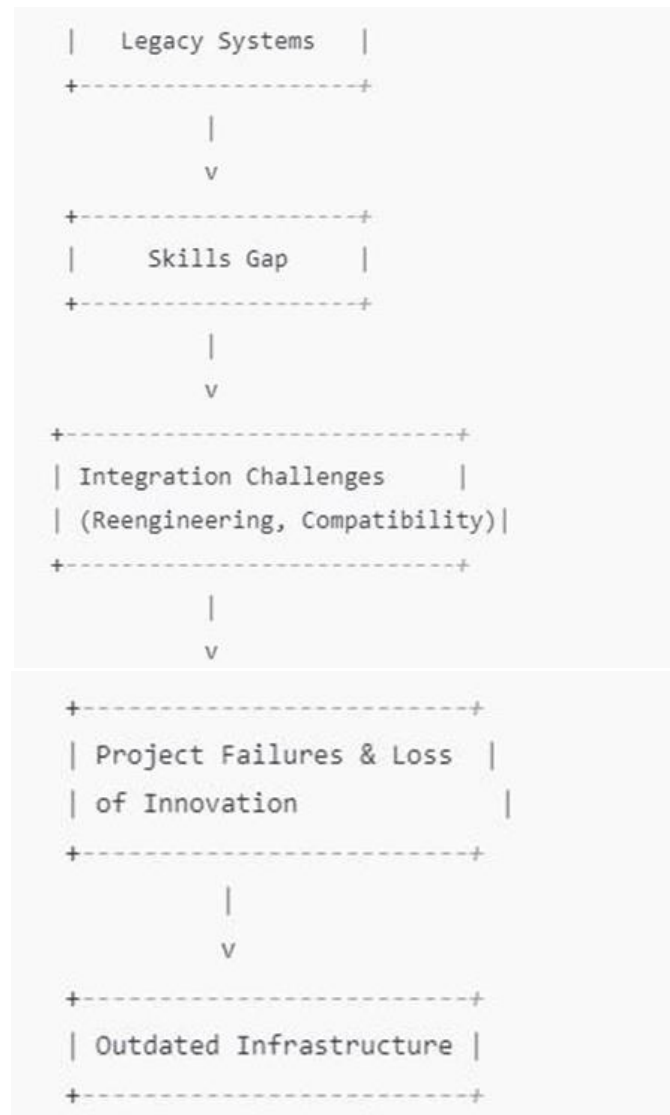 | Legacy Systems |
+---------------------+
|
v
+---------------------+
| Skills Gap |
+---------------------+
|
v
+-----------------------------+
| Integration Challenges |
| (Reengineering, Compatibility)|
+-----------------------------+
|
v
+-----------------------------+
| Project Failures & Loss |
| of Innovation |
+-----------------------------+
|
v
+-----------------------------+
| Outdated Infrastructure |
+-----------------------------+